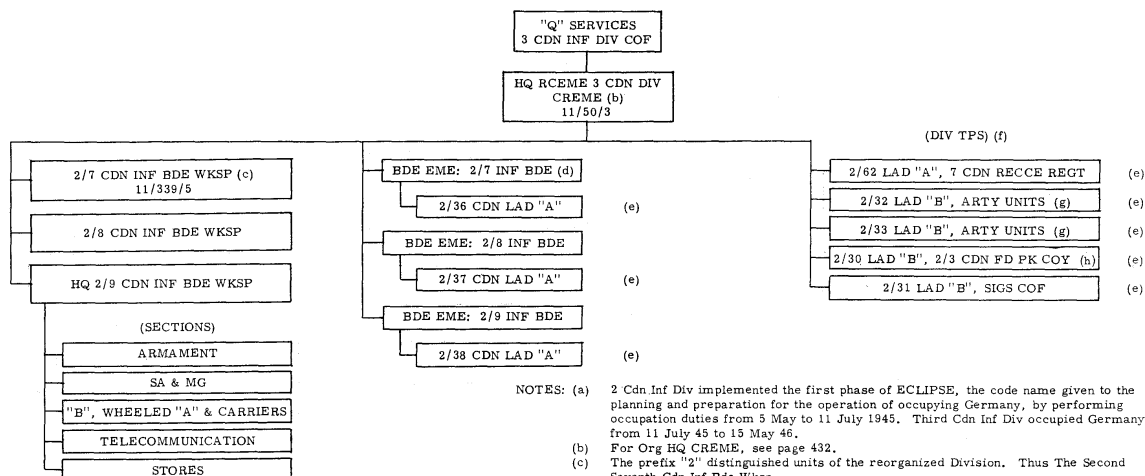 "Q" SERVICES
3 CDN INF DIV COF
HQ RCEME 3 CDN DIV
CREME (b)
11/50/3
2/7 CDN INF BDE WKSP (c)
11/339/5
2/8 CDN INF BDE WKSP
HQ 2/9 CDN INF BDE WKSP
(SECTIONS)
ARMAMENT
SA & MG
"B", WHEELED "A" & CARRIERS
TELECOMMUNICATION
STORES
BDE EME: 2/7 INF BDE (d)
2/36 CDN LAD "A" (e)
BDE EME: 2/8 INF BDE
2/37 CDN LAD "A" (e)
BDE EME: 2/9 INF BDE
2/38 CDN LAD "A" (e)
(DIV TPS) (f)
2/62 LAD "A", 7 CDN RECCE REGT (e)
2/32 LAD "B", ARTY UNITS (g) (e)
2/33 LAD "B", ARTY UNITS (g) (e)
2/30 LAD "B", 2/3 CDN FD PK COY (h) (e)
2/31 LAD "B", SIGS COF (e)
NOTES: (a) 2 Cdn Inf Div implemented the first phase of ECLIPSE, the code name given to the
planning and preparation for the operation of occupying Germany, by performing
occupation duties from 5 May to 11 July 1945. Third Cdn Inf Div occupied Germany
from 11 July 45 to 15 May 46.
(b) For Org HQ CREME, see page 432.
(c) The prefix "2" distinguished units of the reorganized Division. Thus The Second
Seventh Cdn Inf Bde Wksp.